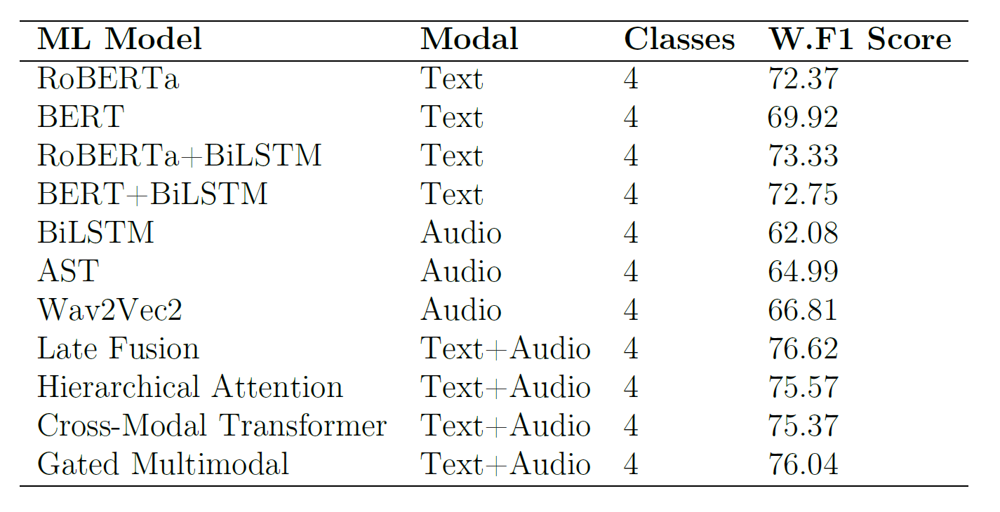 ML Model Modal Classes W.F1 Score
RoBERTa Text 4 72.37
BERT Text 4 69.92
RoBERTa+BiLSTM Text 4 73.33
BERT+BiLSTM Text 4 72.75
BiLSTM Audio 4 62.08
AST Audio 4 64.99
Wav2Vec2 Audio 4 66.81
Late Fusion Text+Audio 4 76.62
Hierarchical Attention Text+Audio 4 75.57
Cross-Modal Transformer Text+Audio 4 75.37
Gated Multimodal Text+Audio 4 76.04